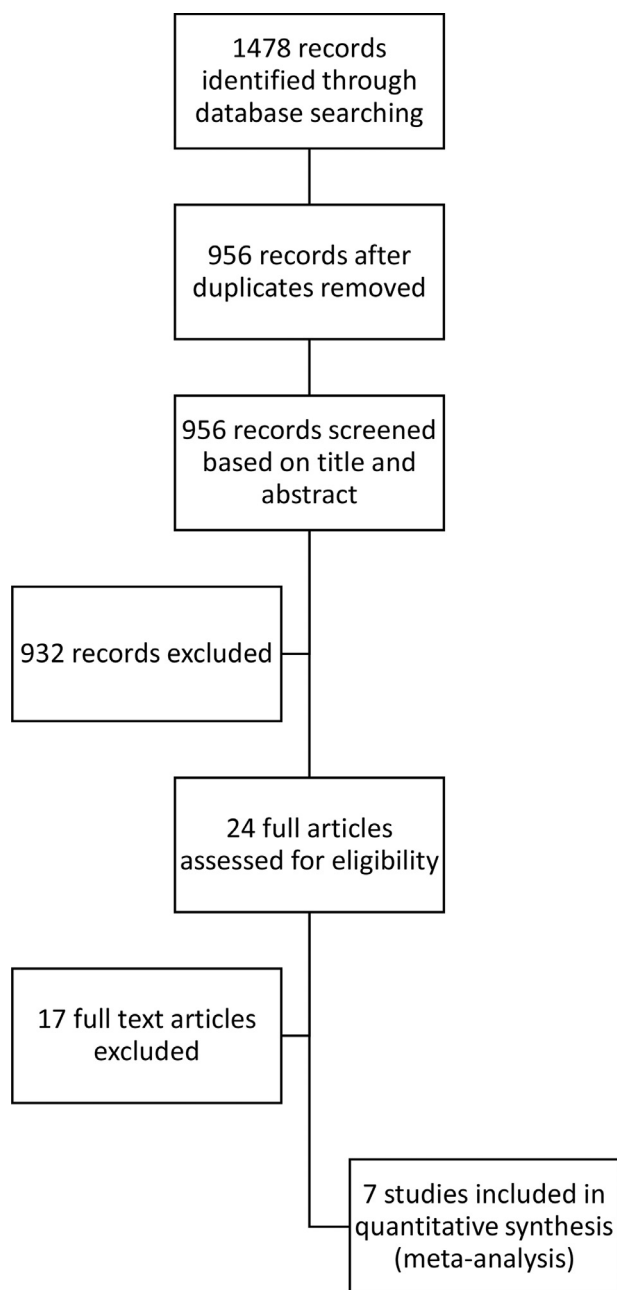 1478 records
identified through
database searching
956 records after
duplicates removed
956 records screened
based on title and
abstract
932 records excluded
24 full articles
assessed for eligibility
17 full text articles
excluded
7 studies included in
quantitative synthesis
(meta-analysis)